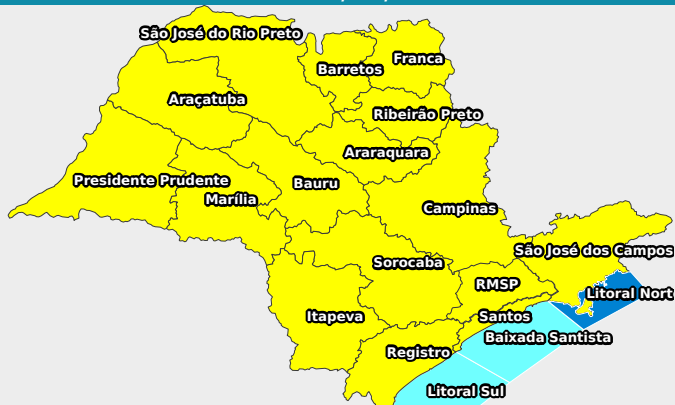 São José do Rio Preto
Franca
Barretos
Araçatuba
Ribeirão Preto
Araraquara
Presidente Prudente
Bauru
Marília
Campinas
São José dos Campos
Sorocaba
RMSP
Litoral Nort
Itapeva
Santos
Baixada Santista
Registro
Litoral Sul